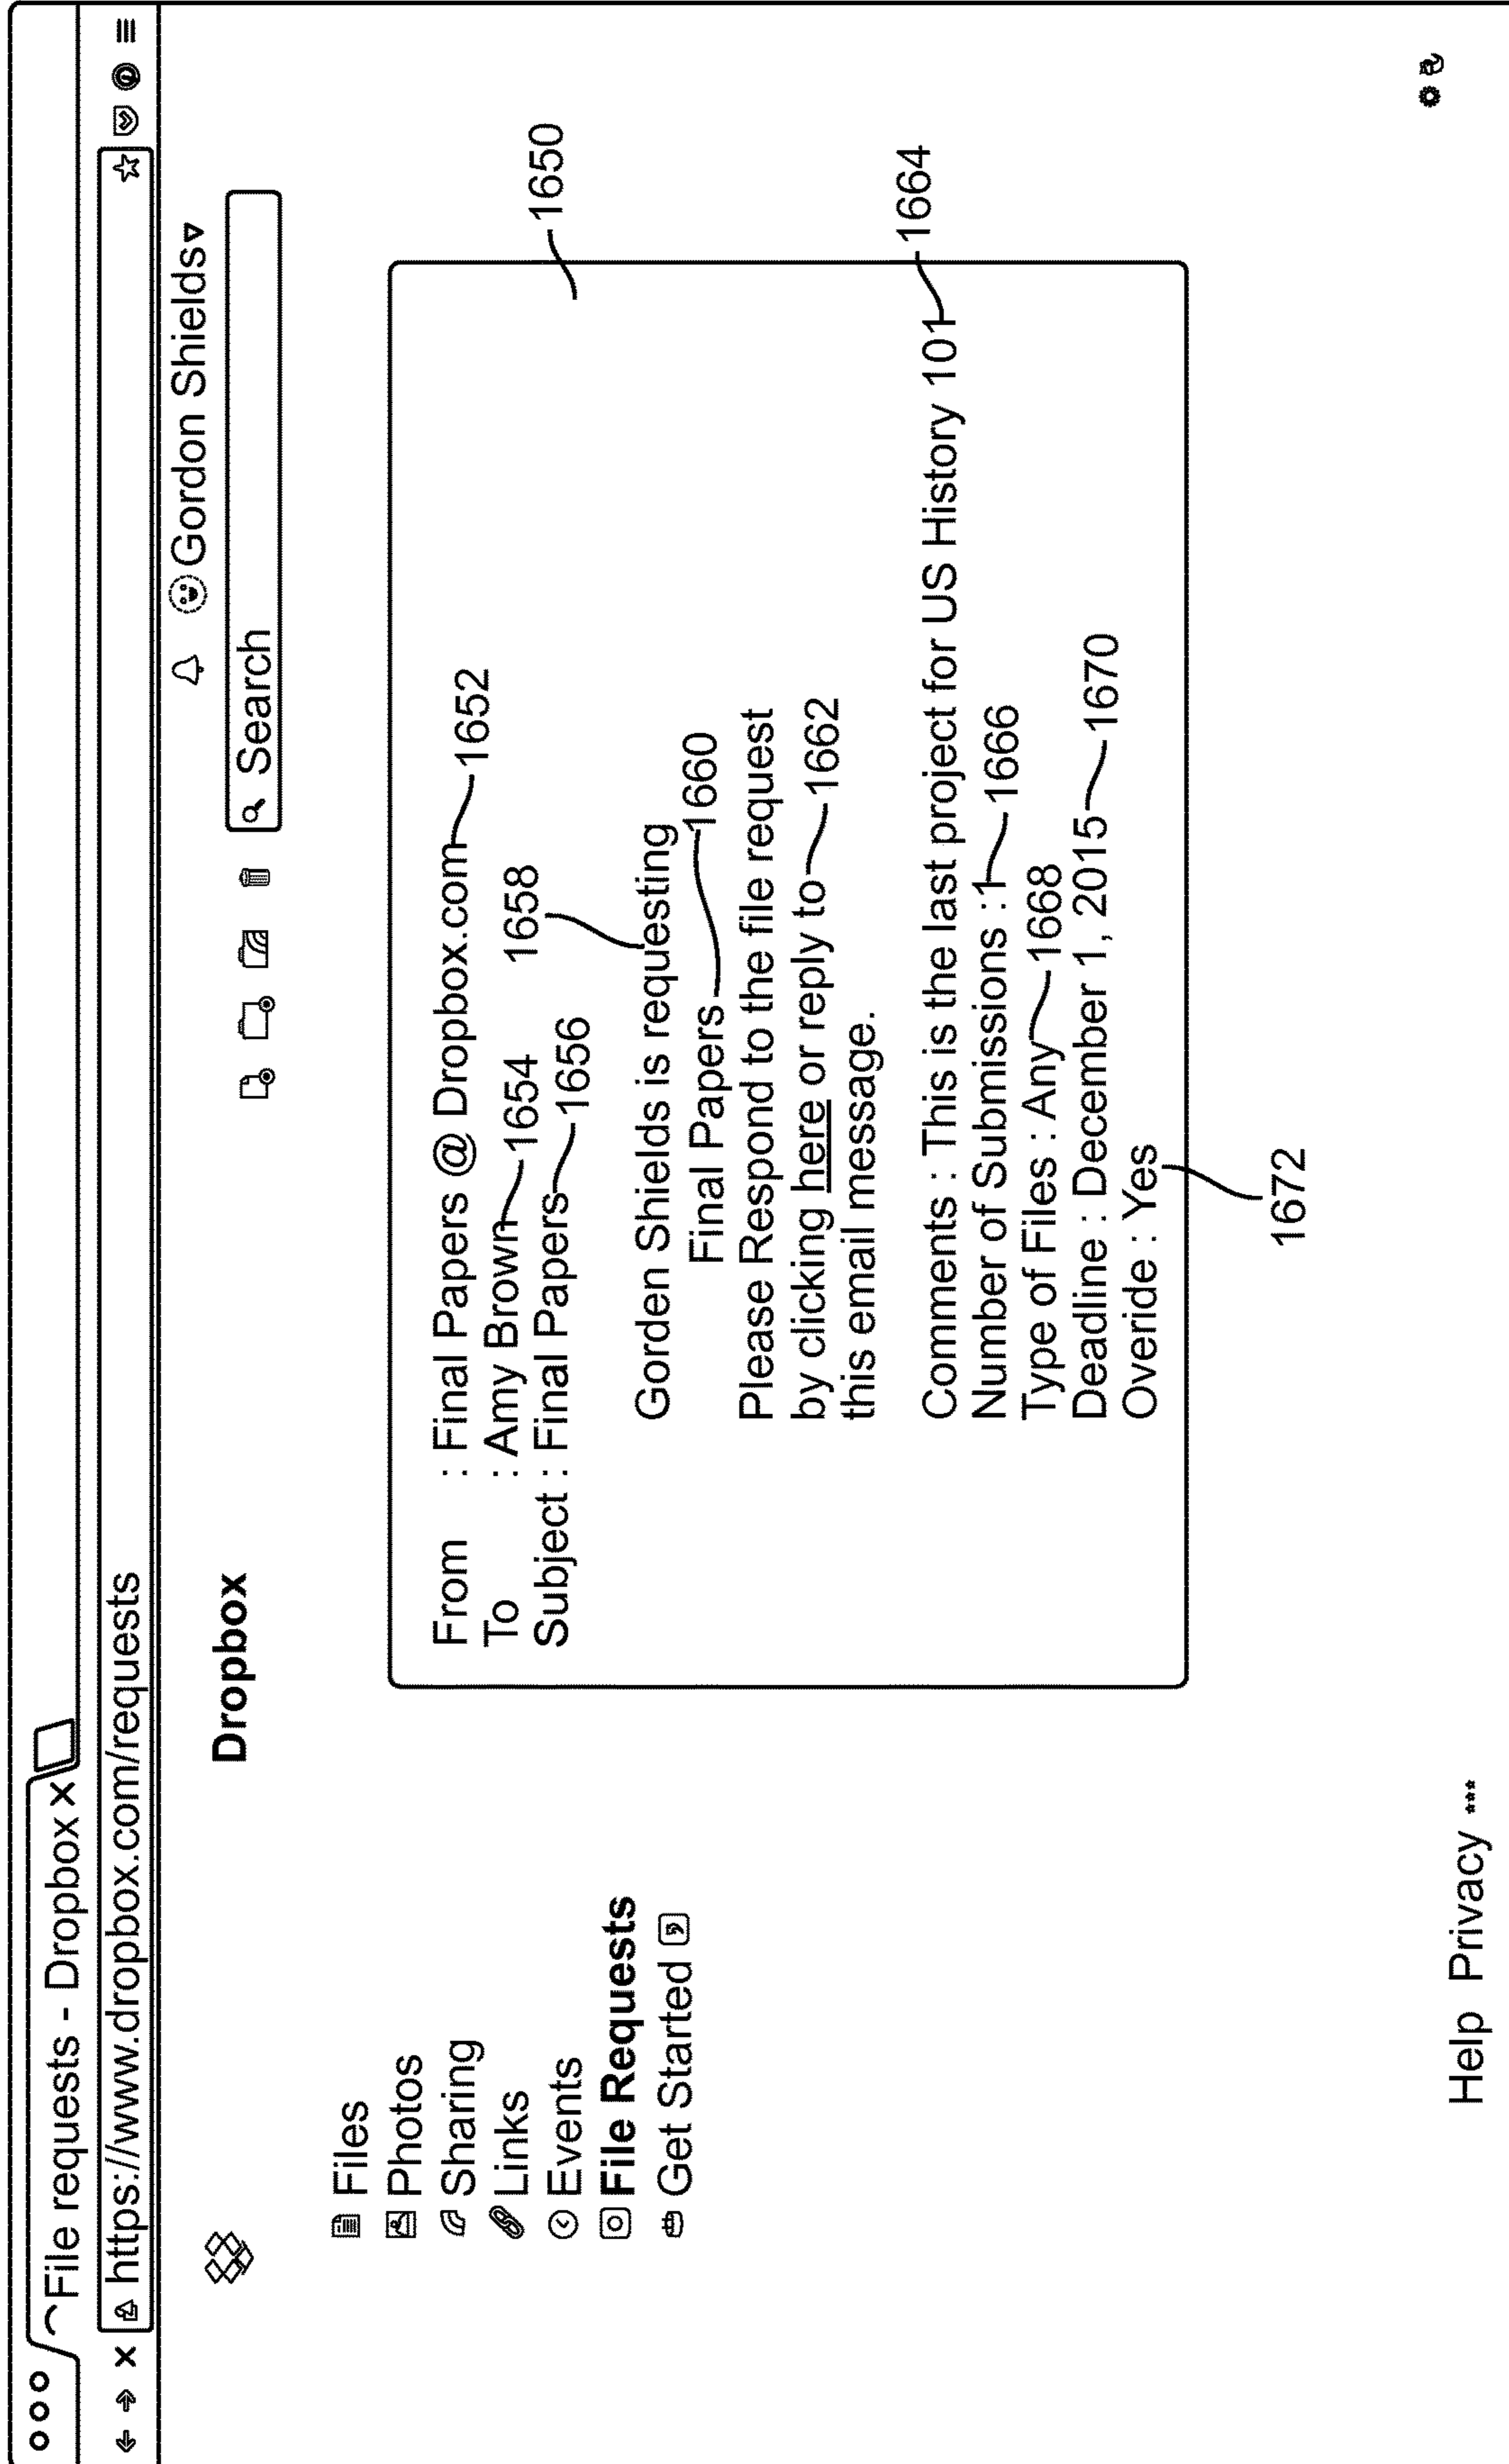 File requests - Dropbox X
https://www.dropbox.com/requests
Gordon Shields
Dropbox
Search
Files
Photos
Sharing
Links
Events
File Requests
Get Started
From : Final Papers @ Dropbox.com 1652
To : Amy Brown 1654
Subject : Final Papers 1656
1658
1650
Gorden Shields is requesting
Final Papers 1660
Please Respond to the file request
by clicking here or reply to 1662
this email message.
Comments : This is the last project for US History 101 1664
Number of Submissions :1 1666
Type of Files : Any 1668
Deadline : December 1, 2015 1670
Overide : Yes
1672
Help Privacy ***